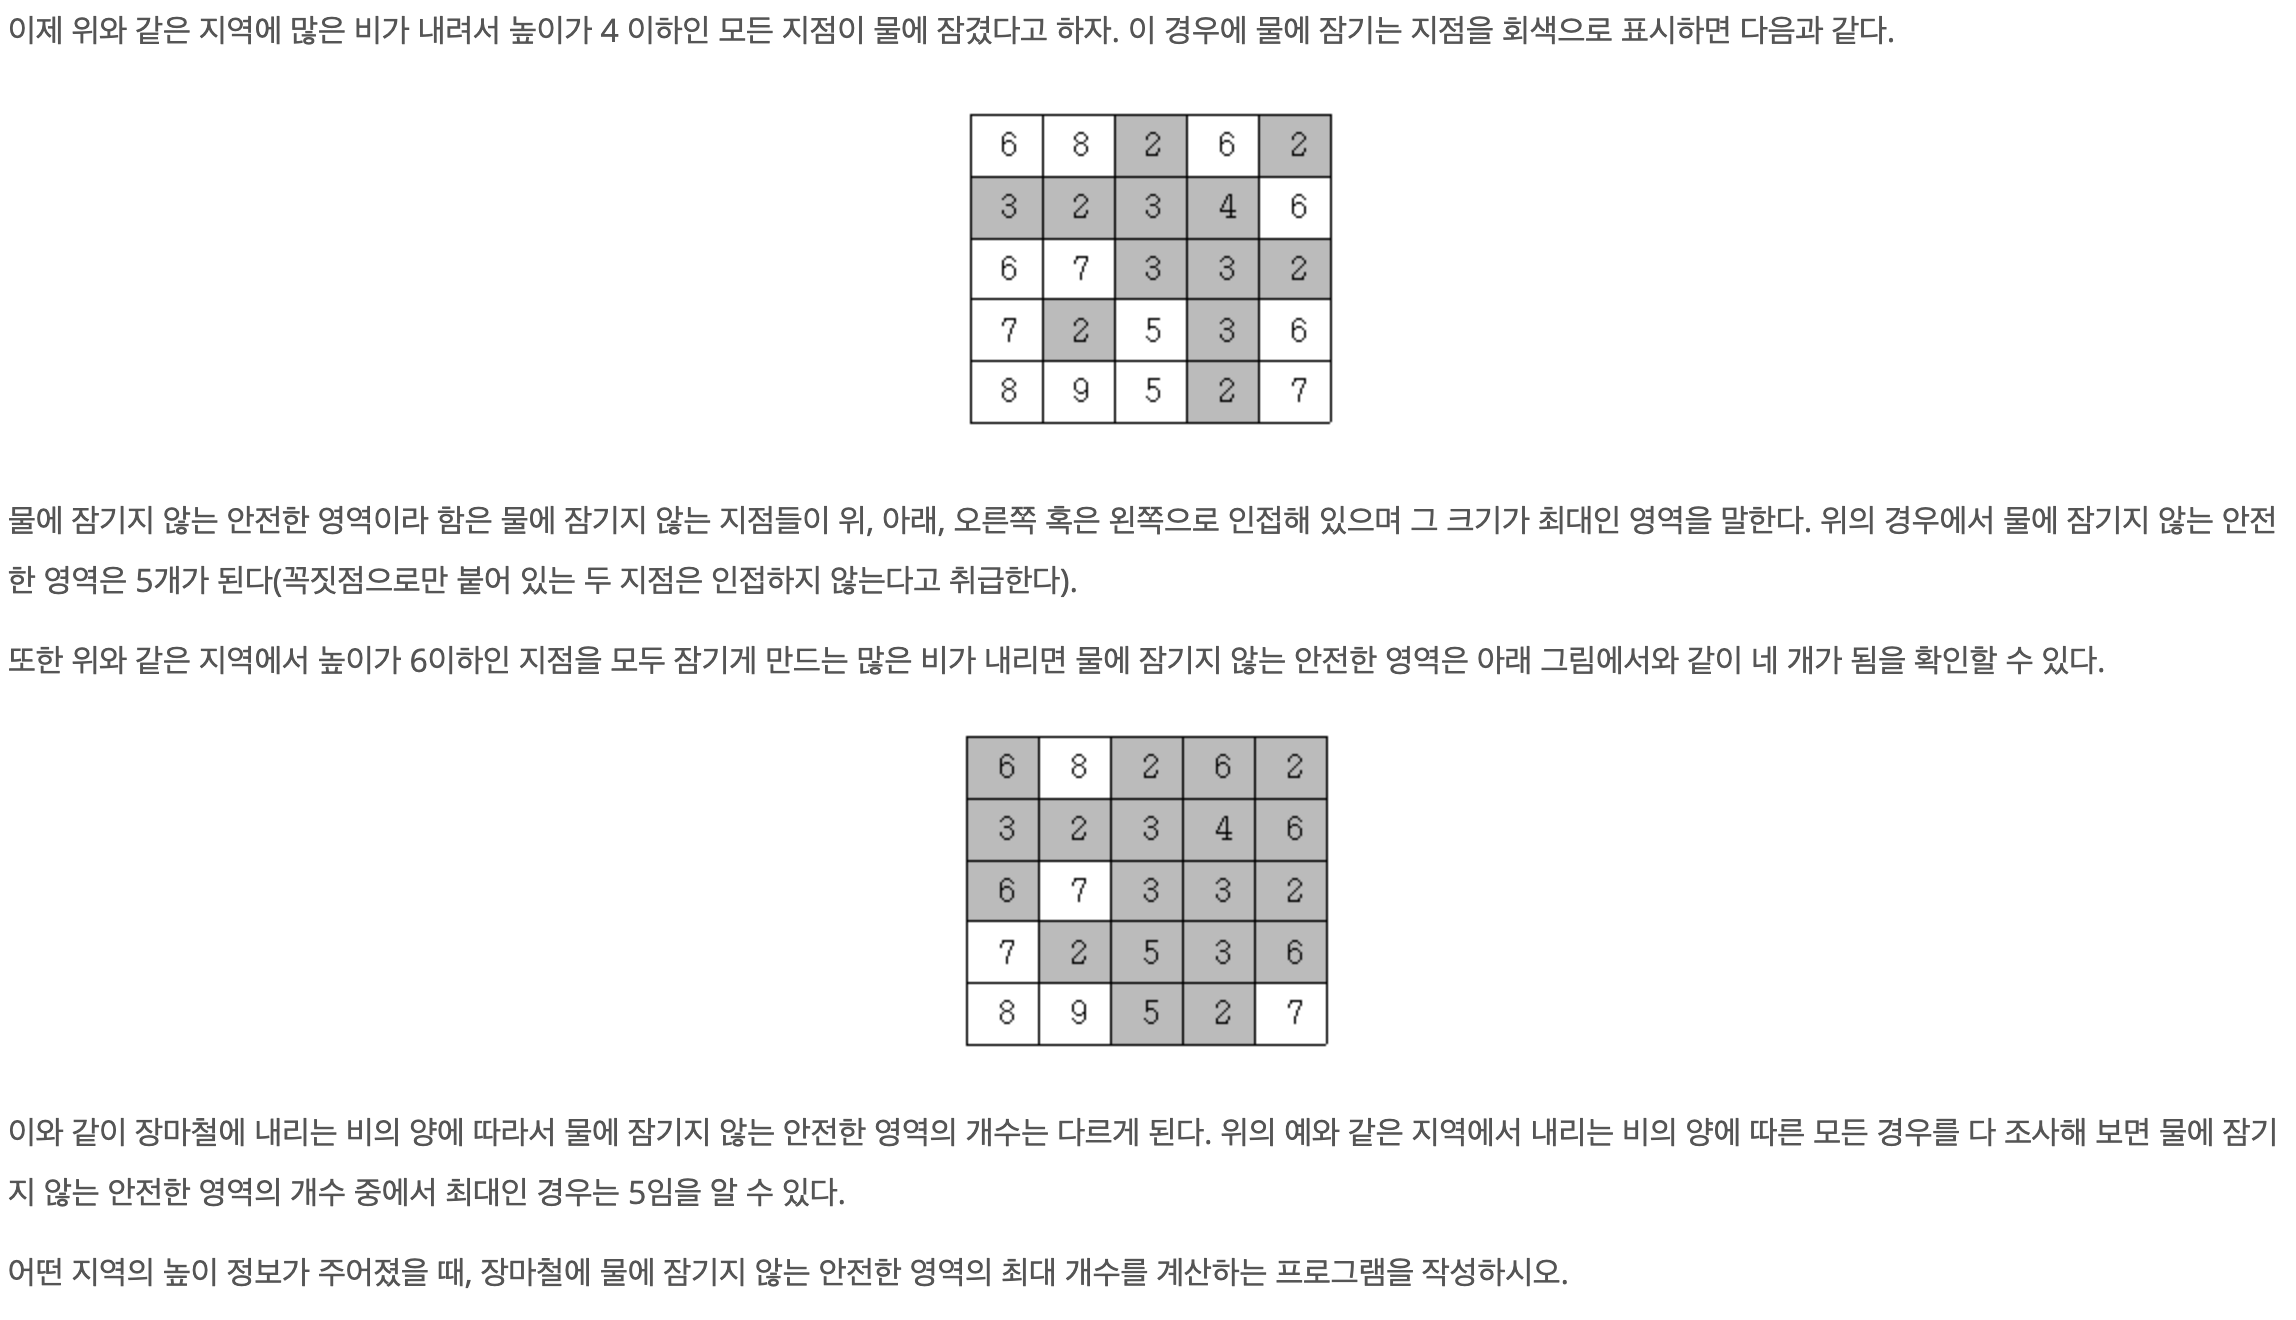 이제 위와 같은 지역에 많은 비가 내려서 높이가 4 이하인 모든 지점이 물에 잠겼다고 하자. 이 경우에 물에 잠기는 지점을 회색으로 표시하면 다음과 같다.
6 8 2 6 2
3 2 3 4 6
6 7 3 3 2
7 2 5 3 6
8 9 5 2 7
물에 잠기지 않는 안전한 영역이라 함은 물에 잠기지 않는 지점들이 위, 아래, 오른쪽 혹은 왼쪽으로 인접해 있으며 그 크기가 최대인 영역을 말한다. 위의 경우에서 물에 잠기지 않는 안전
한 영역은 5개가 된다(꼭짓점으로만 붙어 있는 두 지점은 인접하지 않는다고 취급한다).
또한 위와 같은 지역에서 높이가 6이하인 지점을 모두 잠기게 만드는 많은 비가 내리면 물에 잠기지 않는 안전한 영역은 아래 그림에서와 같이 네 개가 됨을 확인할 수 있다.
6 8 2 6 2
3 2 3 4 6
6 7 3 3 2
7 2 5 3 6
8 9 5 2 7
이와 같이 장마철에 내리는 비의 양에 따라서 물에 잠기지 않는 안전한 영역의 개수는 다르게 된다. 위의 예와 같은 지역에서 내리는 비의 양에 따른 모든 경우를 다 조사해 보면 물에 잠기
지 않는 안전한 영역의 개수 중에서 최대인 경우는 5임을 알 수 있다.
어떤 지역의 높이 정보가 주어졌을 때, 장마철에 물에 잠기지 않는 안전한 영역의 최대 개수를 계산하는 프로그램을 작성하시오.